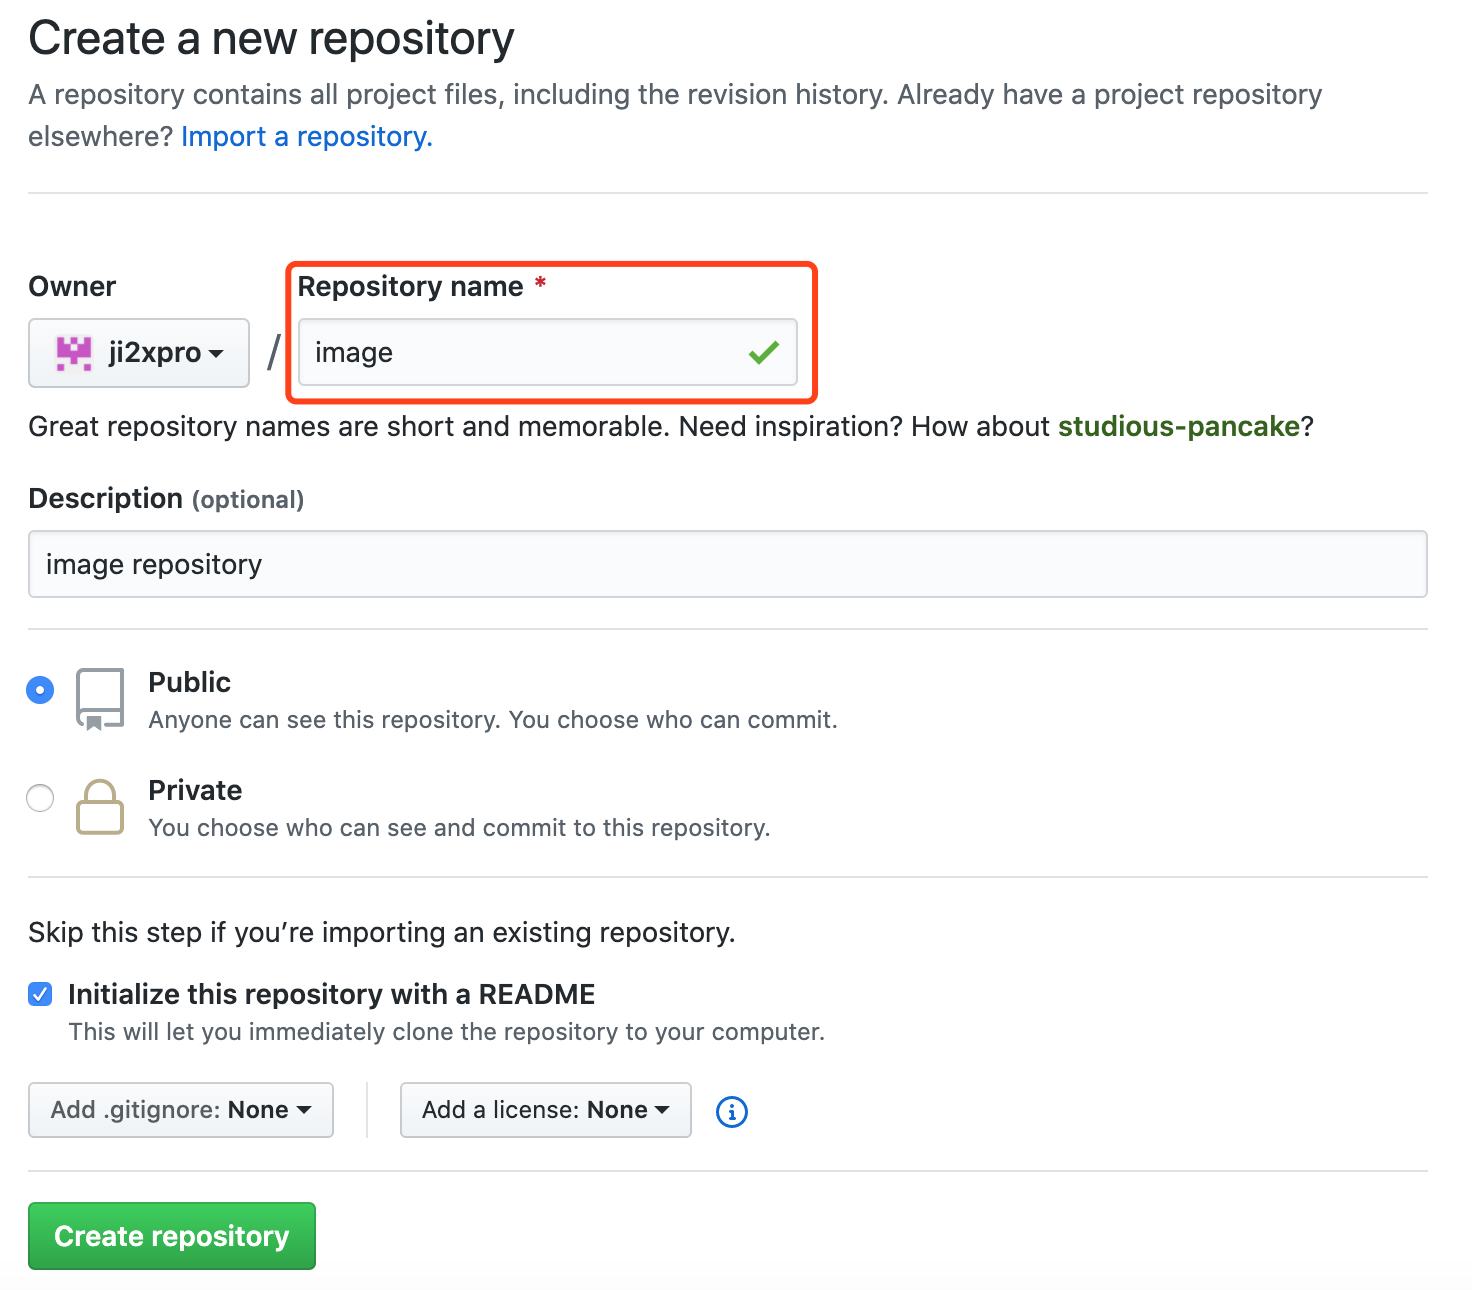 Create a new repository
A repository contains all project files, including the revision history. Already have a project repository
elsewhere? Import a repository.
Owner
Repository name *
ji2xpro
/
image
Great repository names are short and memorable. Need inspiration? How about studious-pancake?
Description (optional)
image repository
Public
Anyone can see this repository. You choose who can commit.
Private
You choose who can see and commit to this repository.
Skip this step if you’re importing an existing repository.
Initialize this repository with a README
This will let you immediately clone the repository to your computer.
Add .gitignore: None
Add a license: None
Create repository